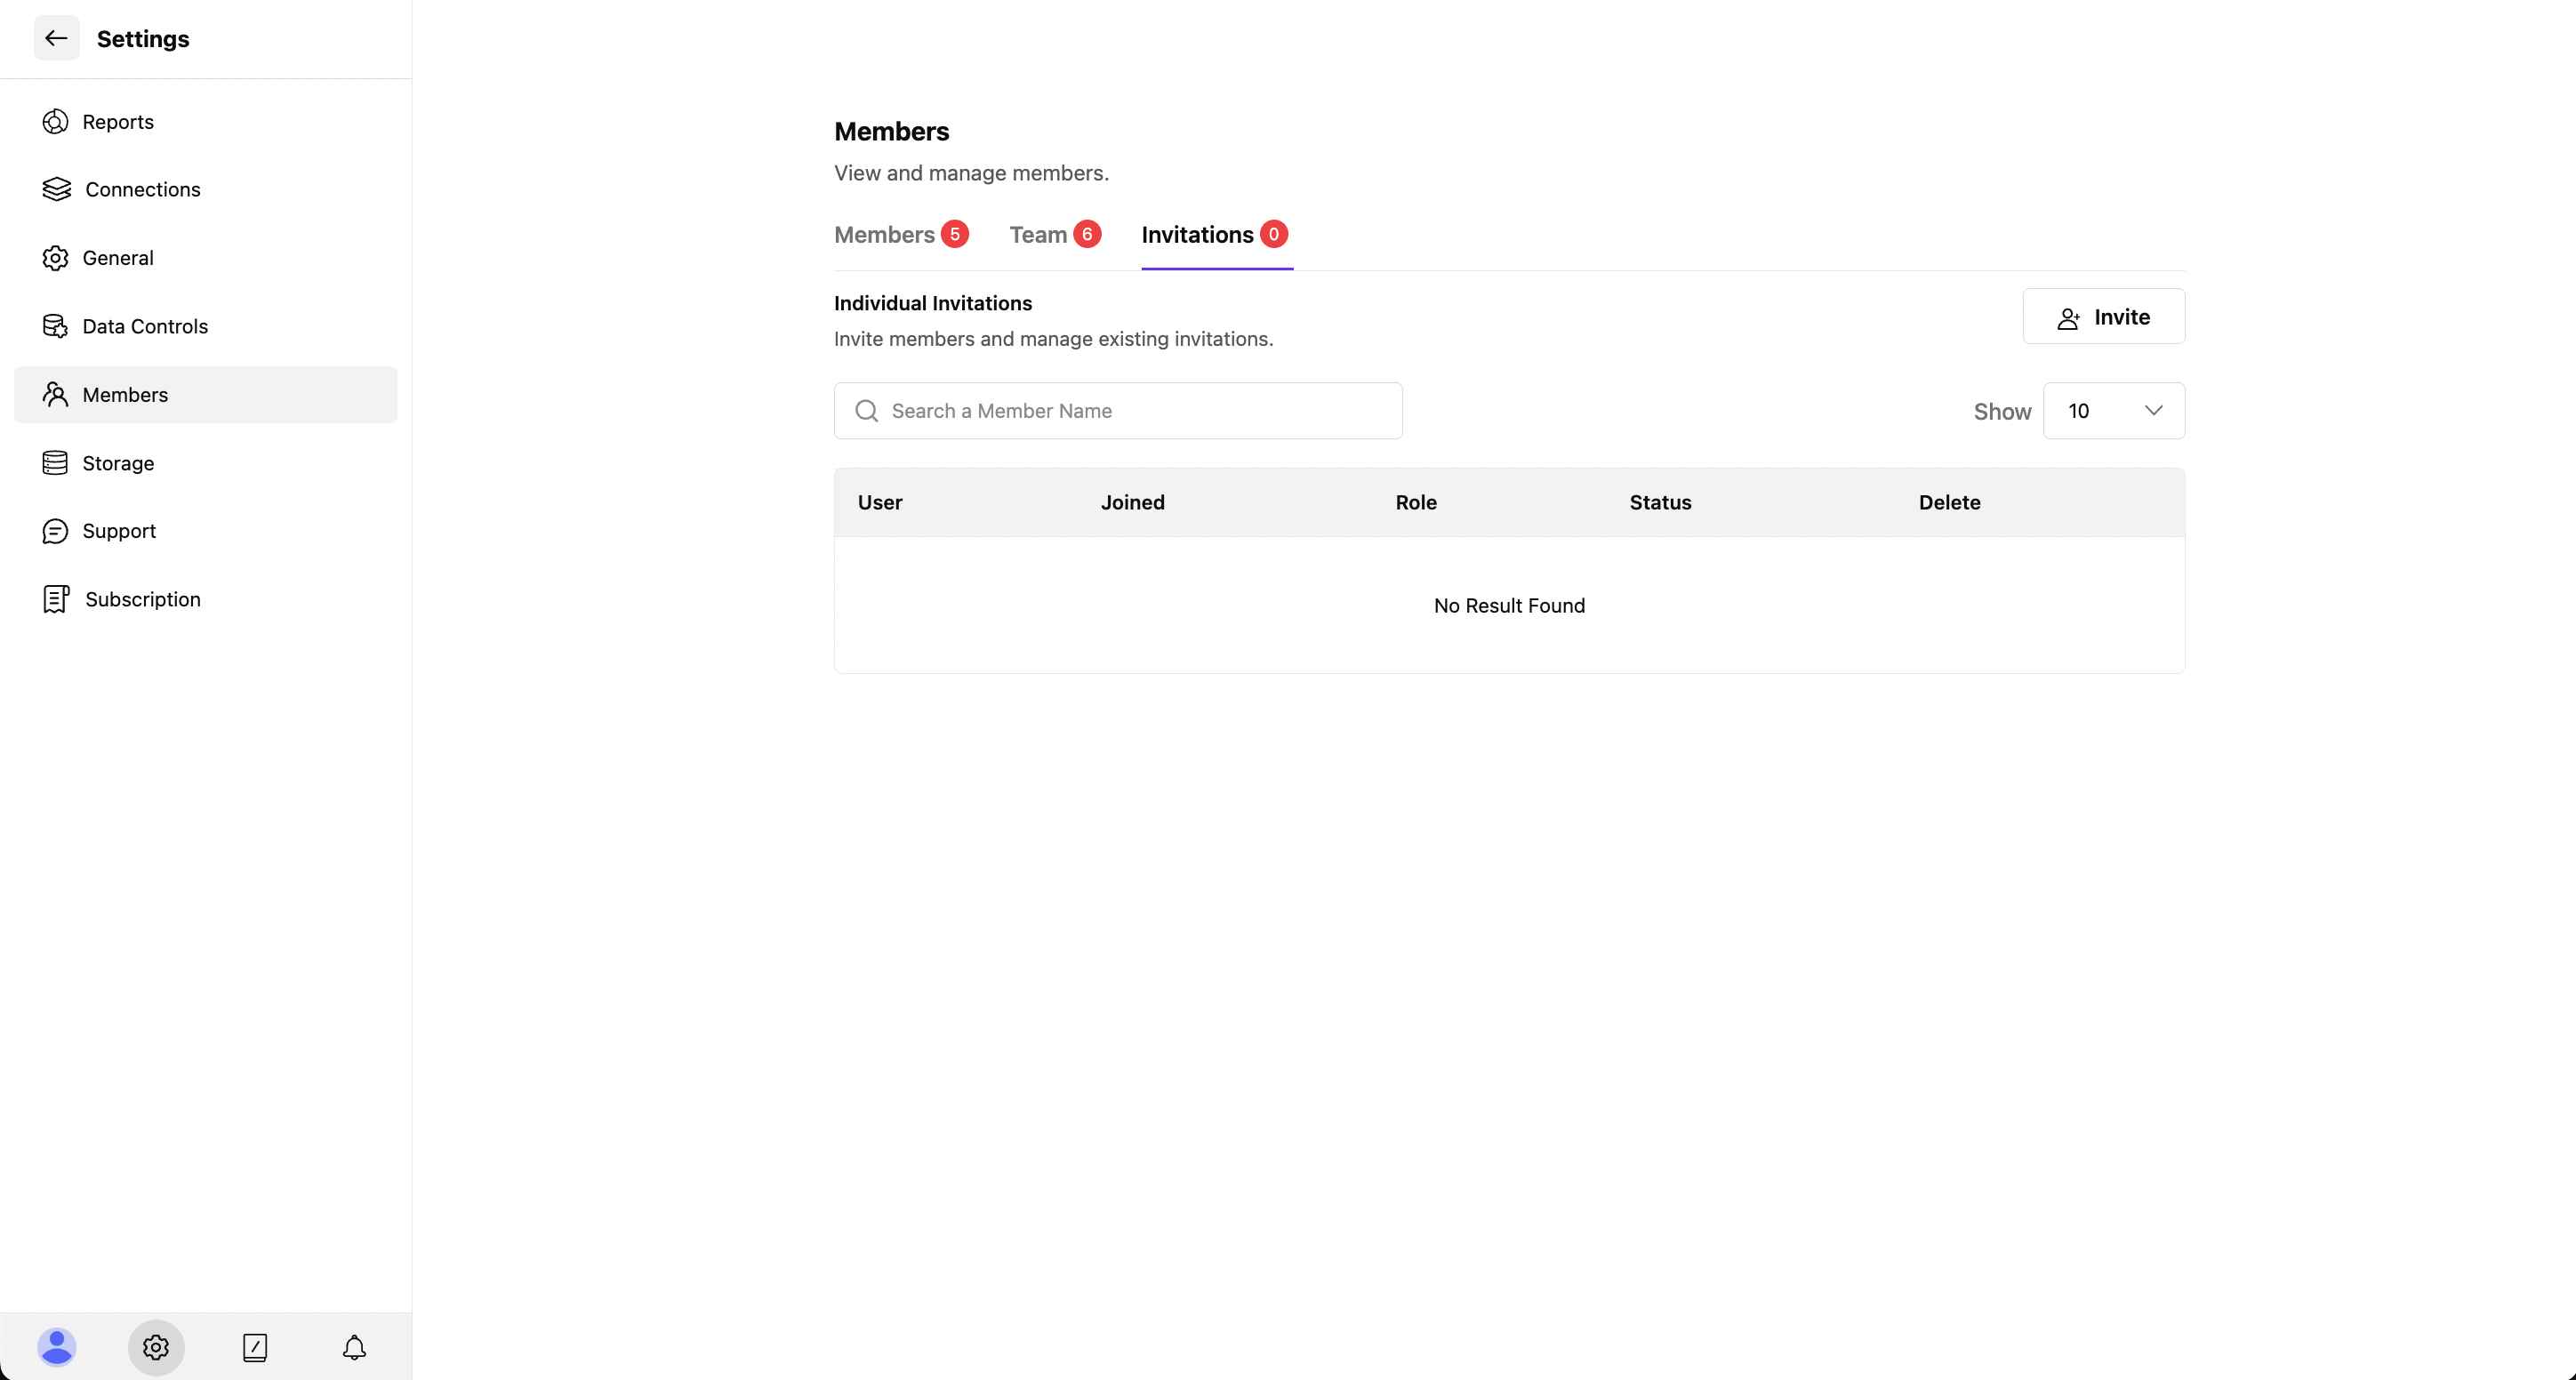 Settings
Reports
Connections
General
Data Controls
Members
Storage
Support
Subscription
Members
View and manage members.
Members 5 Team 6 Invitations 0
Individual Invitations
Invite members and manage existing invitations.
Invite
Search a Member Name
Show 10
User Joined Role Status Delete
No Result Found